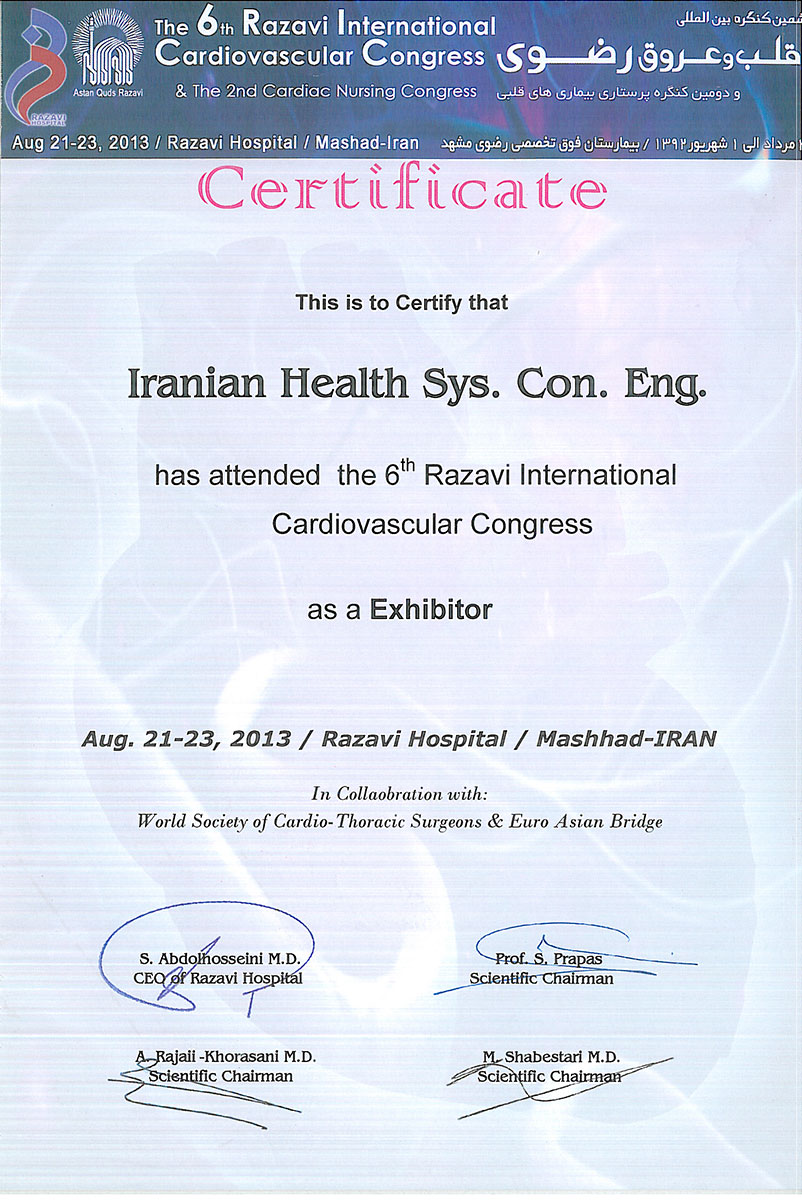 The 6th Razavi International
Cardiovascular Congress
& The 2nd Cardiac Nursing Congress
کنگره بین المللی
قلب و عروق رضوی
و دومین کنگره پرستاری بیماری های قلبی
Astan Quds Razavi
RAZAVI
HOSPITAL
Aug 21-23, 2013 / Razavi Hospital / Mashad-Iran
مرداد الی ۱ شهریور ۱۳۹۲ / بیمارستان فوق تخصصی رضوی مشهد
Certificate
This is to Certify that
Iranian Health Sys. Con. Eng.
has attended the 6th Razavi International
Cardiovascular Congress
as a Exhibitor
Aug. 21-23, 2013 / Razavi Hospital / Mashhad-IRAN
In Collaobration with:
World Society of Cardio-Thoracic Surgeons & Euro Asian Bridge
S. Abdolhosseini M.D.
CEO of Razavi Hospital
Prof. S. Prapas
Scientific Chairman
A. Rajaii -Khorasani M.D.
Scientific Chairman
M. Shabestari M.D.
Scientific Chairman